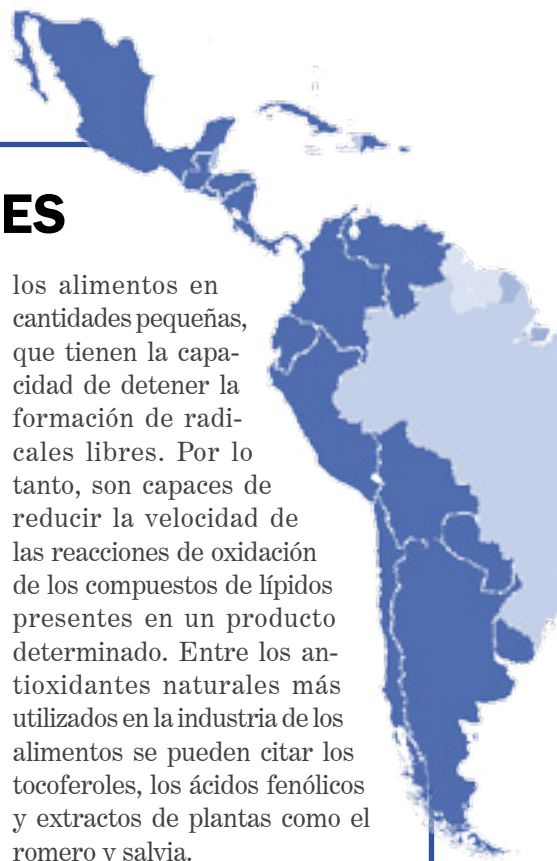 ES
los alimentos en
cantidades pequeñas,
que tienen la capa-
cidad de detener la
formación de radi-
cales libres. Por lo
tanto, son capaces de
reducir la velocidad de
las reacciones de oxidación
de los compuestos de lípidos
presentes en un producto
determinado. Entre los an-
tioxidantes naturales más
utilizados en la industria de los
alimentos se pueden citar los
tocoferoles, los ácidos fenólicos
y extractos de plantas como el
romero y salvia.